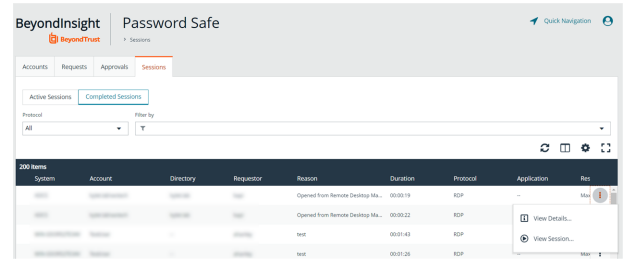 BeyondInsight Password Safe
BeyondTrust
Sessions
Quick Navigation
Accounts Requests Approvals Sessions
Active Sessions Completed Sessions
Protocol Filter by
All
200 items
System Account Directory Requestor Reason Duration Protocol Application Res
Opened from Remote Desktop Ma... 00:00:19 RDP -- Max
Opened from Remote Desktop Ma... 00:00:22 RDP
View Details...
test 00:01:43 RDP
View Session...
test 00:01:26 RDP -- Max